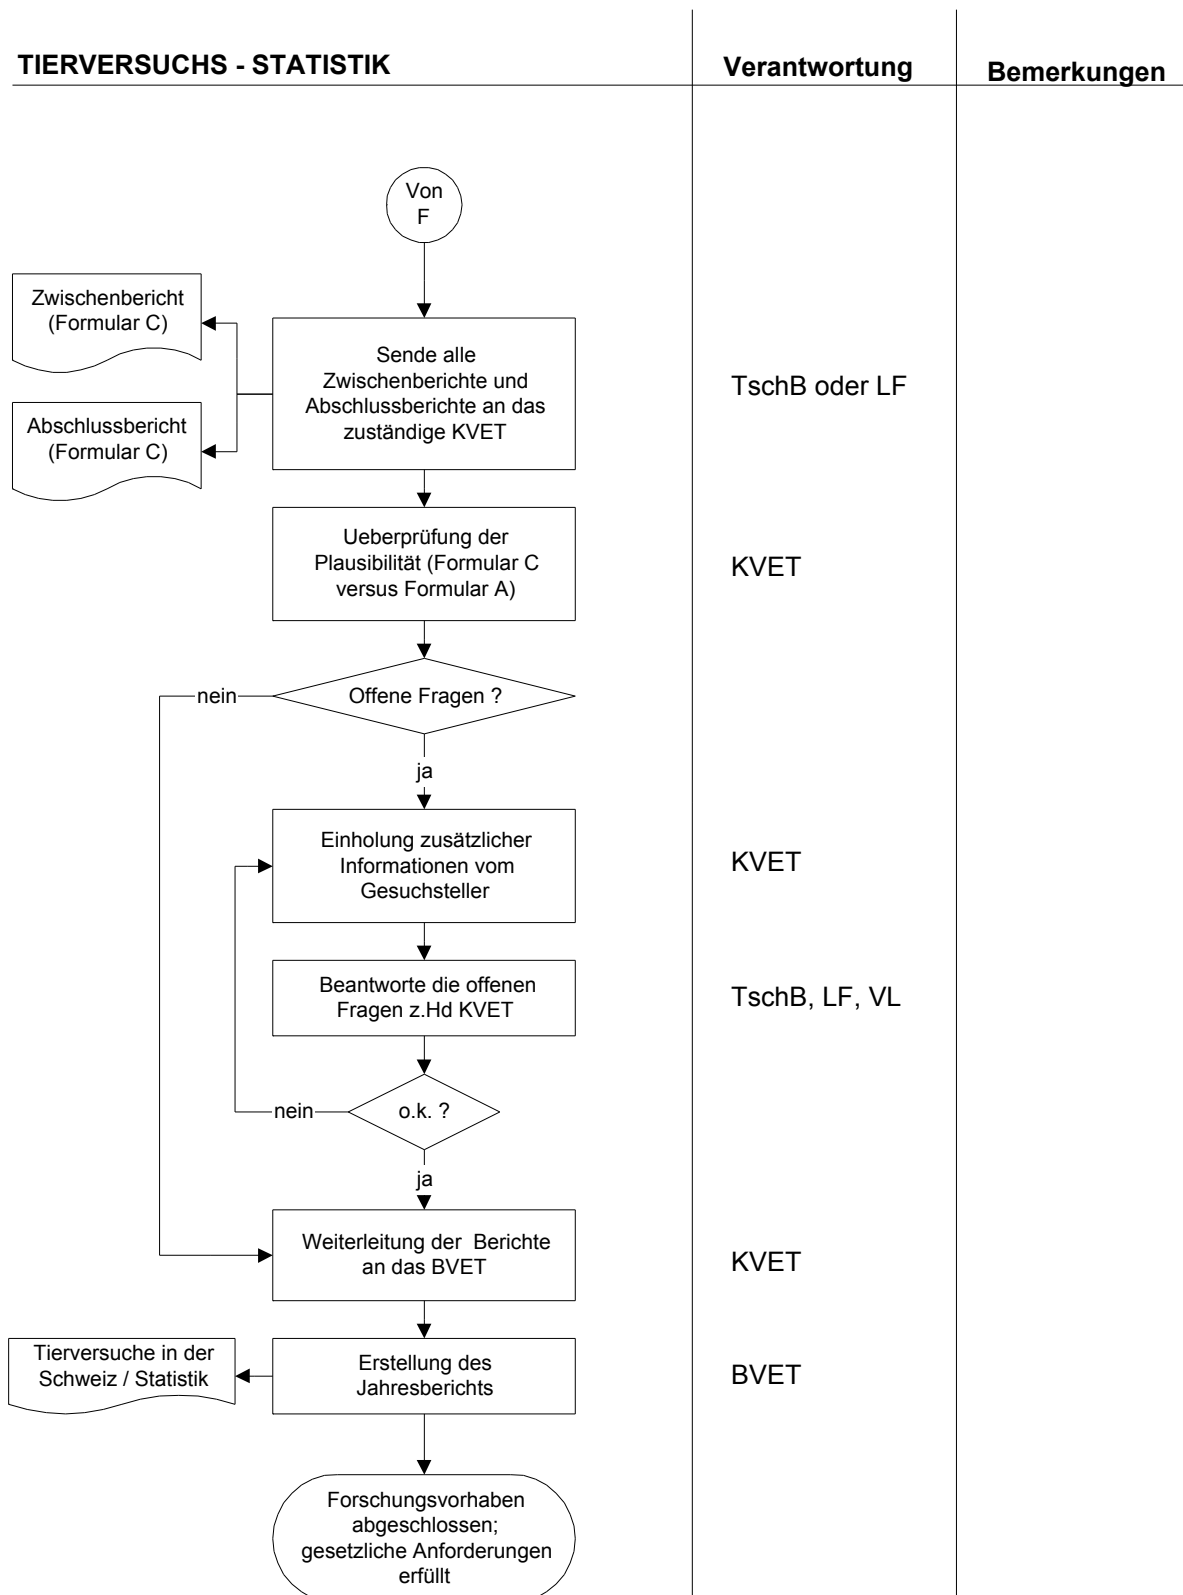 TIERVERSUCHS - STATISTIK
Verantwortung
Bemerkungen
Von
F
Zwischenbericht
(Formular C)
Abschlussbericht
(Formular C)
Sende alle
Zwischenberichte und
Abschlussberichte an das
zuständige KVET
TschB oder LF
Ueberprüfung der
Plausibilität (Formular C
versus Formular A)
KVET
nein
Offene Fragen ?
ja
Einholung zusätzlicher
Informationen vom
Gesuchsteller
KVET
Beantworte die offenen
Fragen z.Hd KVET
TschB, LF, VL
nein
o.k. ?
ja
Weiterleitung der Berichte
an das BVET
KVET
Tierversuche in der
Schweiz / Statistik
Erstellung des
Jahresberichts
BVET
Forschungsvorhaben
abgeschlossen;
gesetzliche Anforderungen
erfüllt